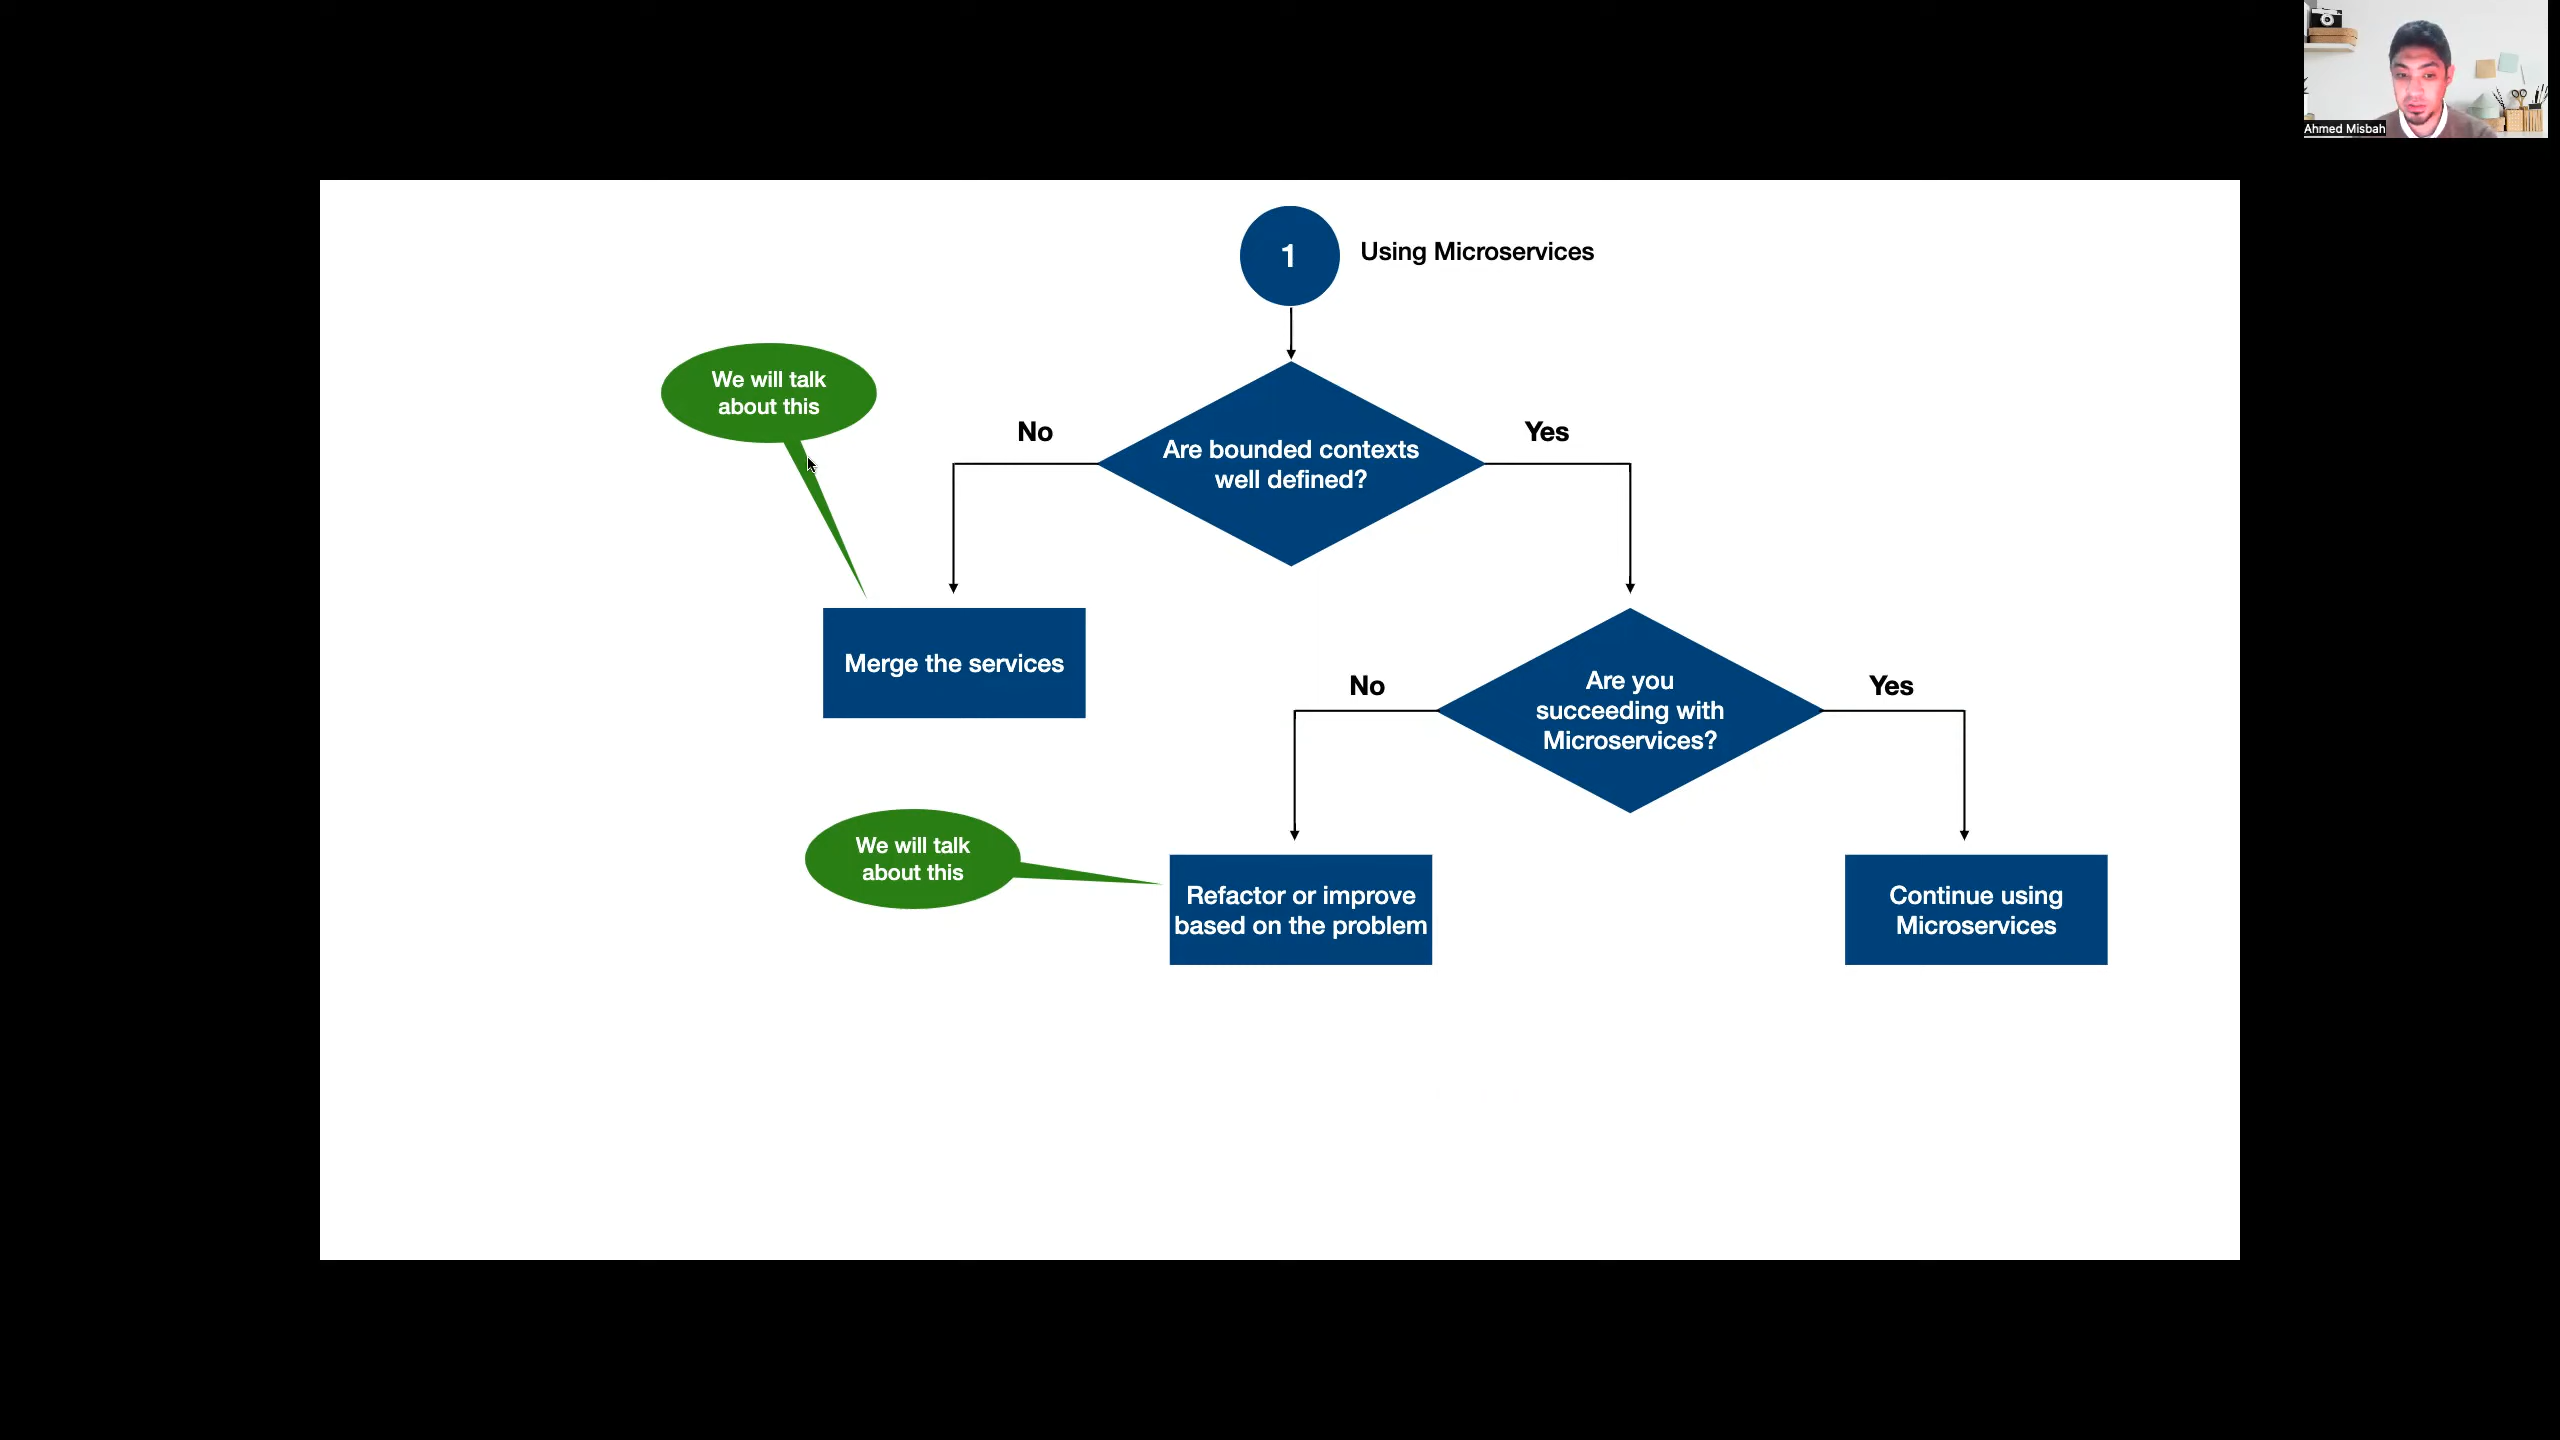 Ahmed Misbah
1
Using Microservices
We will talk
about this
No
Yes
Are bounded contexts
well defined?
Merge the services
No
Yes
Are you
succeeding with
Microservices?
We will talk
about this
Refactor or improve
based on the problem
Continue using
Microservices